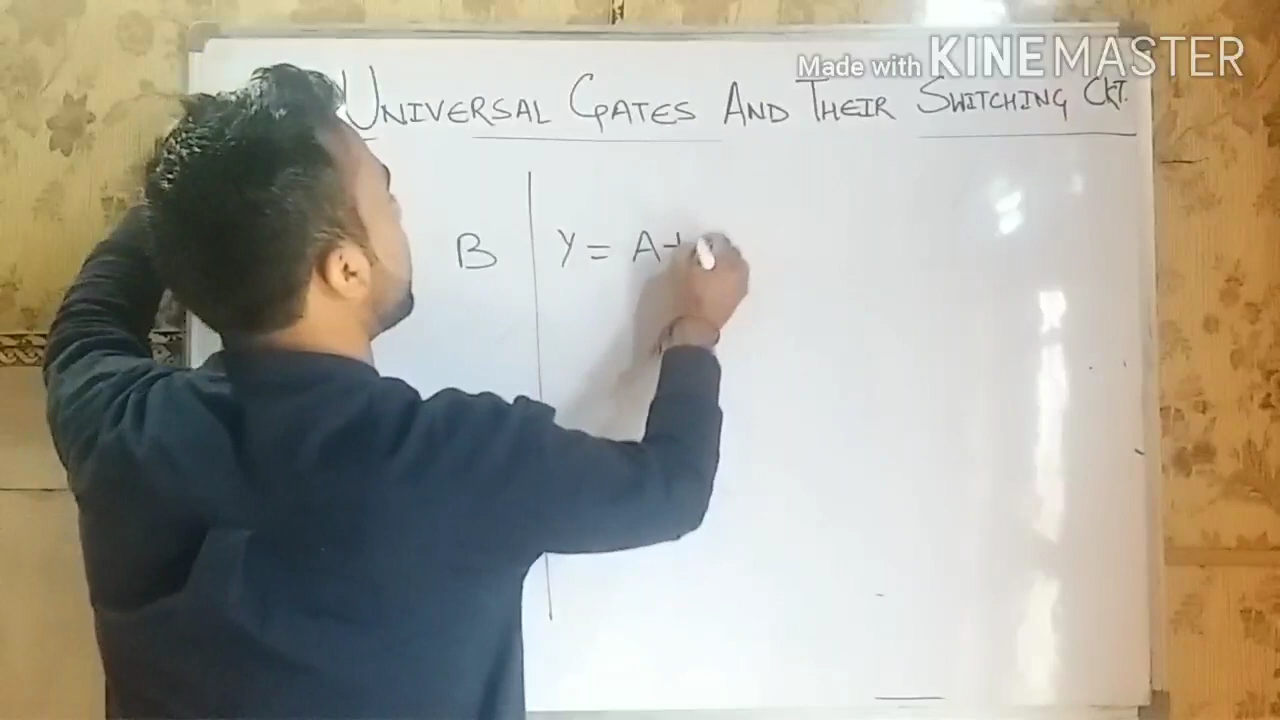 Made with KINEMASTER
UNIVERSAL GATES AND THEIR SWITCHING CKT.
B Y = A +